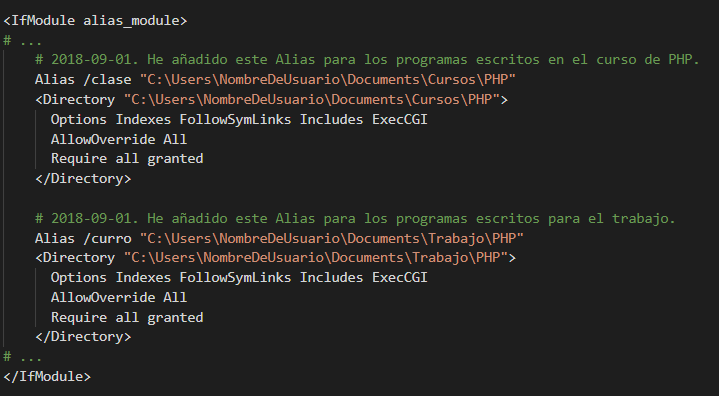 <IfModule alias_module>
# ...
    # 2018-09-01. He añadido este Alias para los programas escritos en el curso de PHP.
    Alias /clase "C:\Users\NombreDeUsuario\Documents\Cursos\PHP"
    <Directory "C:\Users\NombreDeUsuario\Documents\Cursos\PHP">
      Options Indexes FollowSymLinks Includes ExecCGI
      AllowOverride All
      Require all granted
    </Directory>

    # 2018-09-01. He añadido este Alias para los programas escritos para el trabajo.
    Alias /curro "C:\Users\NombreDeUsuario\Documents\Trabajo\PHP"
    <Directory "C:\Users\NombreDeUsuario\Documents\Trabajo\PHP">
      Options Indexes FollowSymLinks Includes ExecCGI
      AllowOverride All
      Require all granted
    </Directory>
# ...
</IfModule>